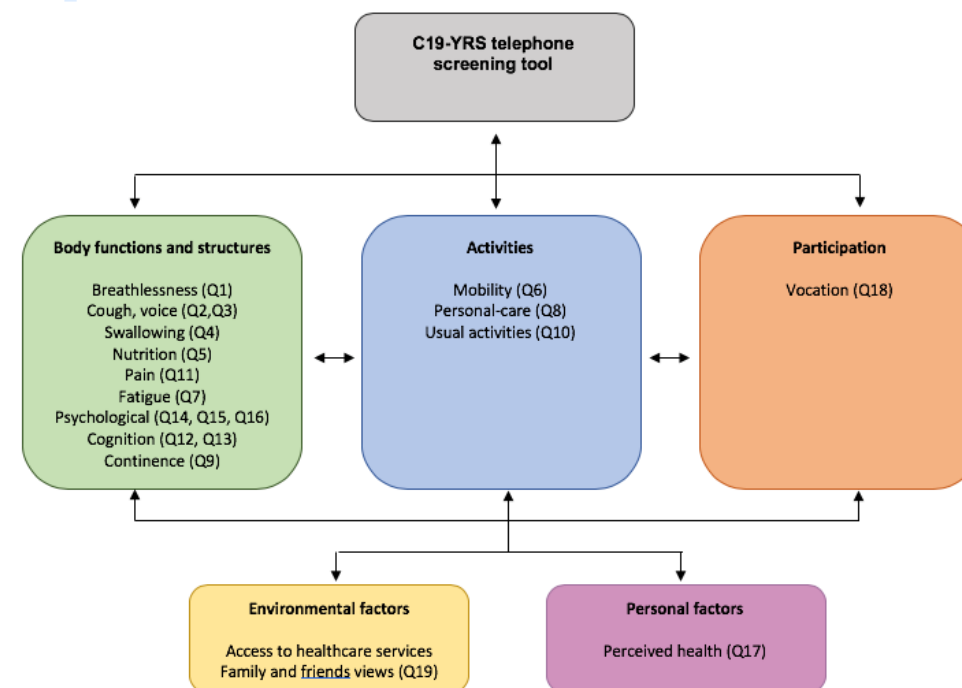 C19-YRS telephone
screening tool
Body functions and structures
Breathlessness (Q1)
Cough, voice (Q2,Q3)
Swallowing (Q4)
Nutrition (Q5)
Pain (Q11)
Fatigue (Q7)
Psychological (Q14, Q15, Q16)
Cognition (Q12, Q13)
Continence (Q9)
Activities
Mobility (Q6)
Personal-care (Q8)
Usual activities (Q10)
Participation
Vocation (Q18)
Environmental factors
Access to healthcare services
Family and friends views (Q19)
Personal factors
Perceived health (Q17)